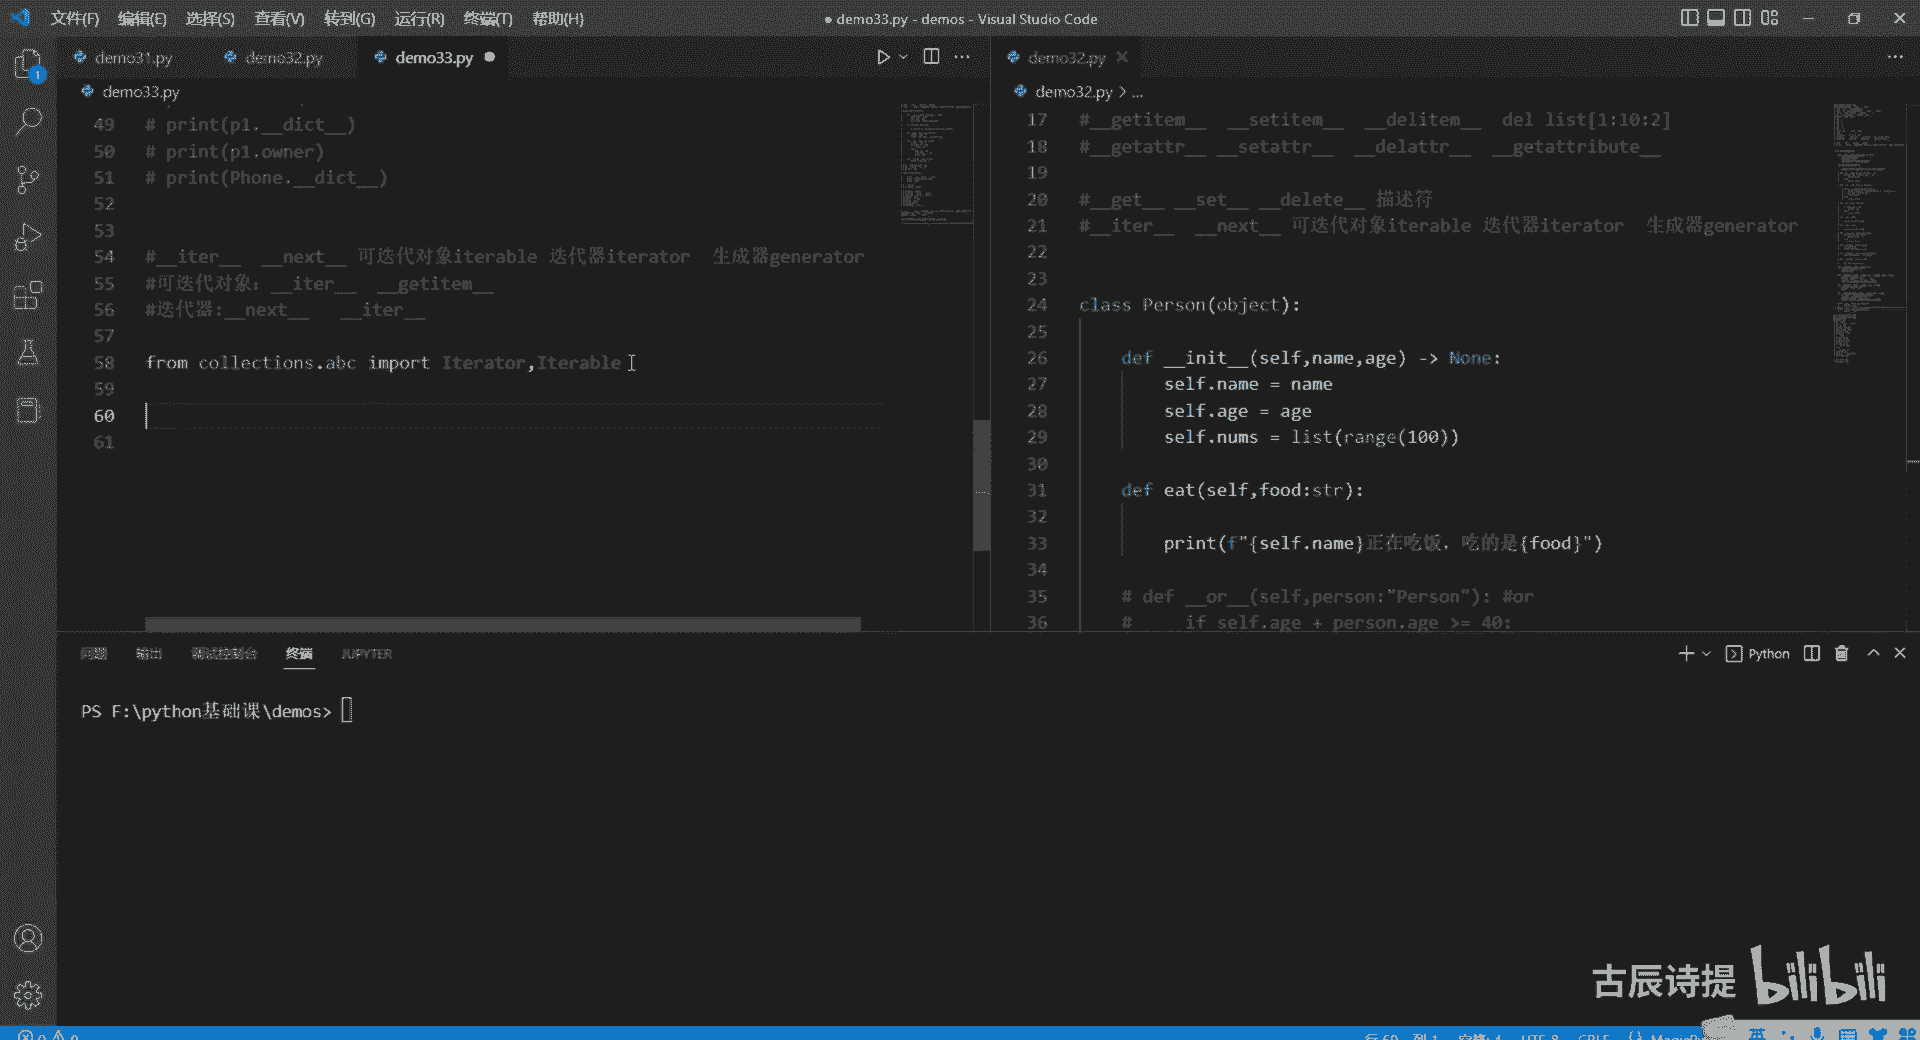 文件(F) 编辑(E) 选择(S) 查看(V) 转到(G) 运行(R) 终端(T) 帮助(H)
● demo33.py - demos - Visual Studio Code
demo31.py demo32.py demo33.py
demo33.py
49 # print(p1.__dict__)
50 # print(p1.owner)
51 # print(Phone.__dict__)
52
53
54 #__iter__ __next__ 可迭代对象iterable 迭代器iterator 生成器generator
55 #可迭代对象: __iter__ __getitem__
56 #迭代器:__next__ __iter__
57
58 from collections.abc import Iterator,Iterable
59
60
61
demo32.py
demo32.py > ...
17 #__getitem__ __setitem__ __delitem__ del list[1:10:2]
18 #__getattr__ __setattr__ __delattr__ __getattribute__
19
20 #__get__ __set__ __delete__ 描述符
21 #__iter__ __next__ 可迭代对象iterable 迭代器iterator 生成器generator
22
23
24 class Person(object):
25
26 def __init__(self,name,age) -> None:
27 self.name = name
28 self.age = age
29 self.nums = list(range(100))
30
31 def eat(self,food:str):
32
33 print(f"{self.name}正在吃饭，吃的是{food}")
34
35 # def __or__(self,person:"Person"): #or
36 # if self.age + person.age >= 40:
问题 输出 调试控制台 终端 JUPYTER
Python
PS F:\python基础课\demos>
古辰诗提 bilibili
1